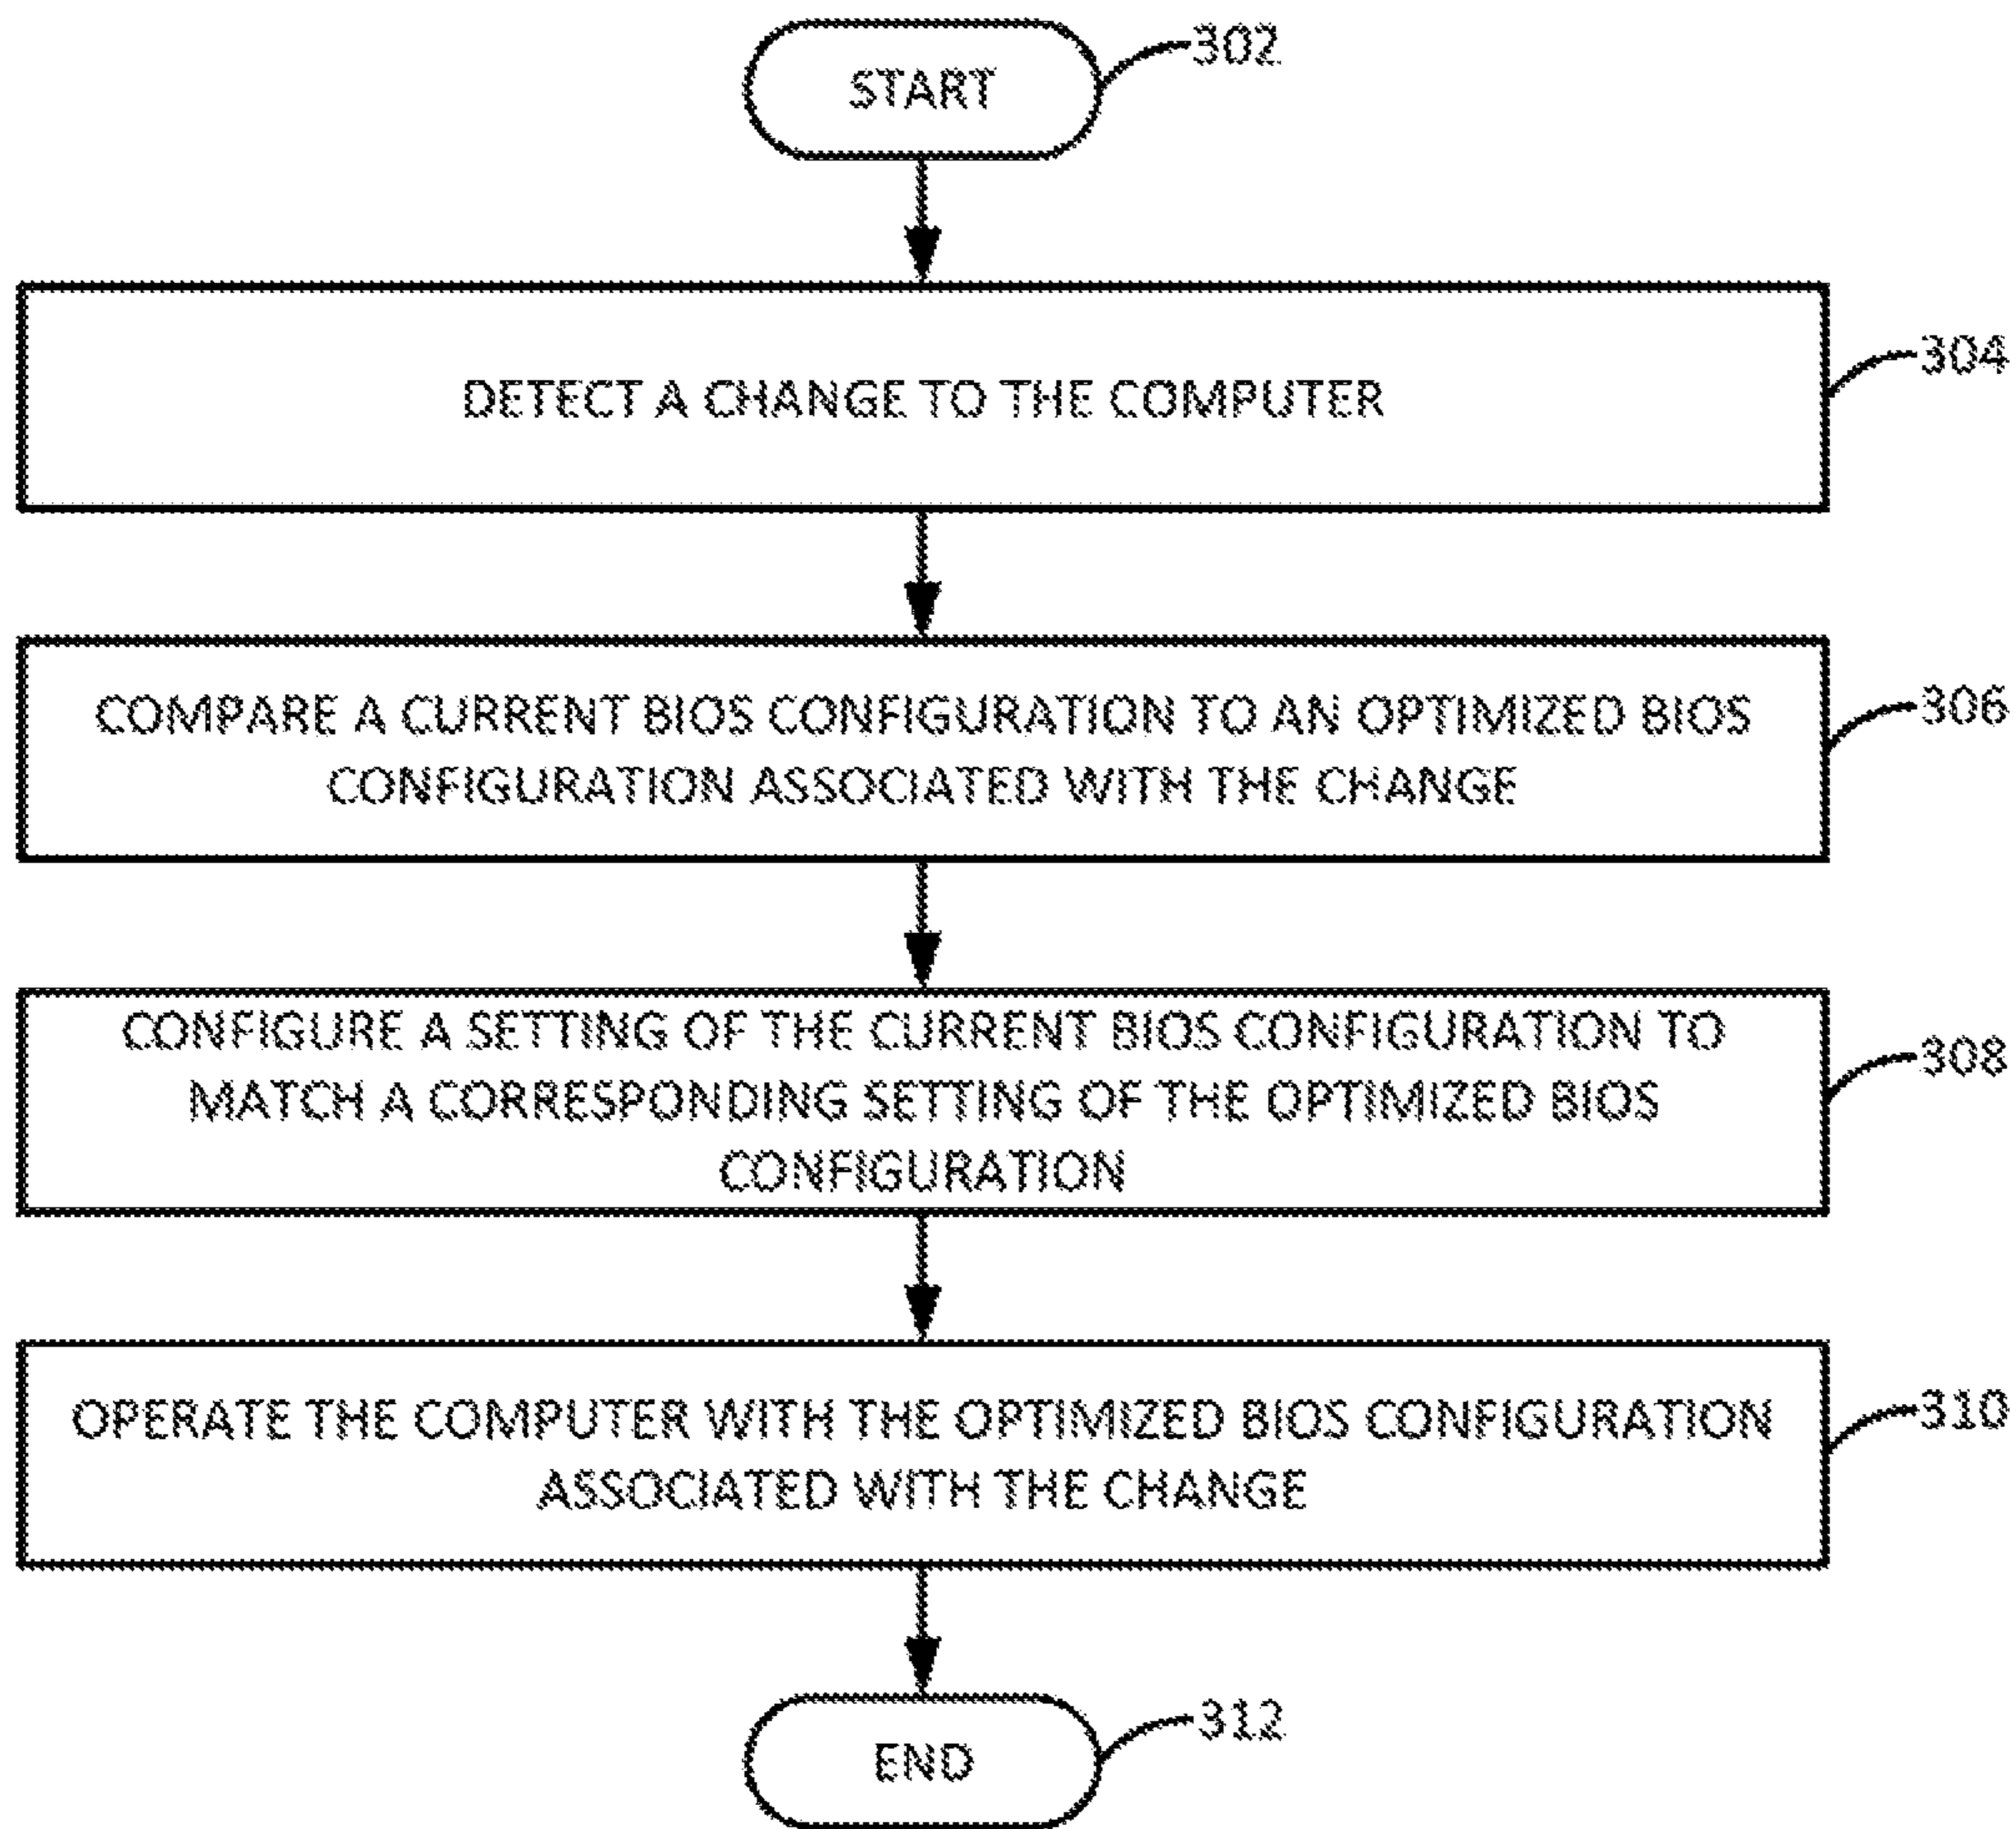 START
302
DETECT A CHANGE TO THE COMPUTER
304
COMPARE A CURRENT BIOS CONFIGURATION TO AN OPTIMIZED BIOS
CONFIGURATION ASSOCIATED WITH THE CHANGE
306
CONFIGURE A SETTING OF THE CURRENT BIOS CONFIGURATION TO
MATCH A CORRESPONDING SETTING OF THE OPTIMIZED BIOS
CONFIGURATION
308
OPERATE THE COMPUTER WITH THE OPTIMIZED BIOS CONFIGURATION
ASSOCIATED WITH THE CHANGE
310
END
312